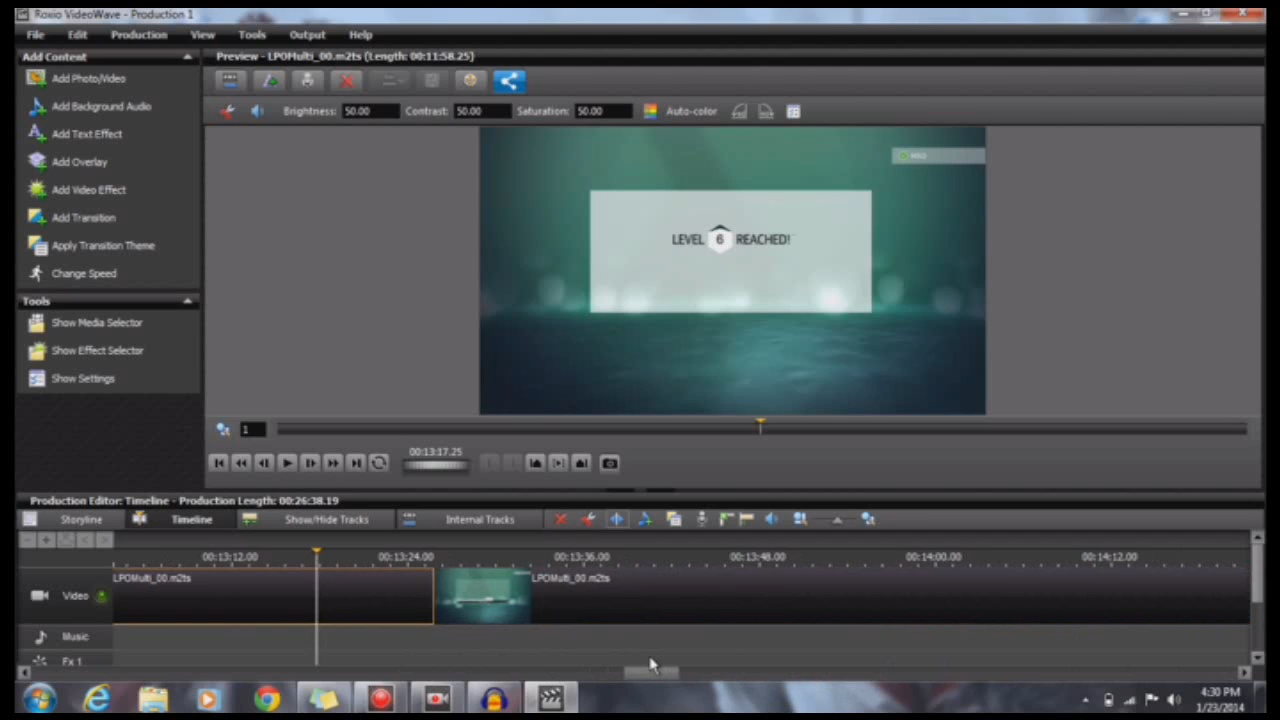 Roxio VideoWave - Production 1
File Edit Production View Tools Output Help
Add Content
Add Photo/Video
Add Background Audio
Add Text Effect
Add Overlay
Add Video Effect
Add Transition
Apply Transition Theme
Change Speed
Tools
Show Media Selector
Show Effect Selector
Show Settings
Preview - LPOMulti_00.m2ts (Length: 00:11:58.25)
Brightness: 50.00 Contrast: 50.00 Saturation: 50.00 Auto-color
LEVEL 6 REACHED!
1
00:13:17.25
Production Editor: Timeline - Production Length: 00:26:38.19
Storyline Timeline Show/Hide Tracks Internal Tracks
00:13:12.00 00:13:24.00 00:13:36.00 00:13:48.00 00:14:00.00 00:14:12.00
LPOMulti_00.m2ts LPOMulti_00.m2ts
Video
Music
Fx 1
4:30 PM
1/23/2014